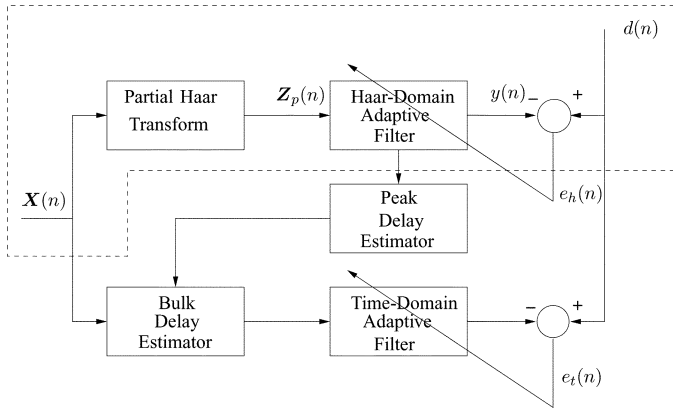 d(n)
Partial Haar
Transform
Z_p(n)
Haar-Domain
Adaptive
Filter
y(n)
−
+
X(n)
e_h(n)
Peak
Delay
Estimator
Bulk
Delay
Estimator
Time-Domain
Adaptive
Filter
−
+
e_t(n)